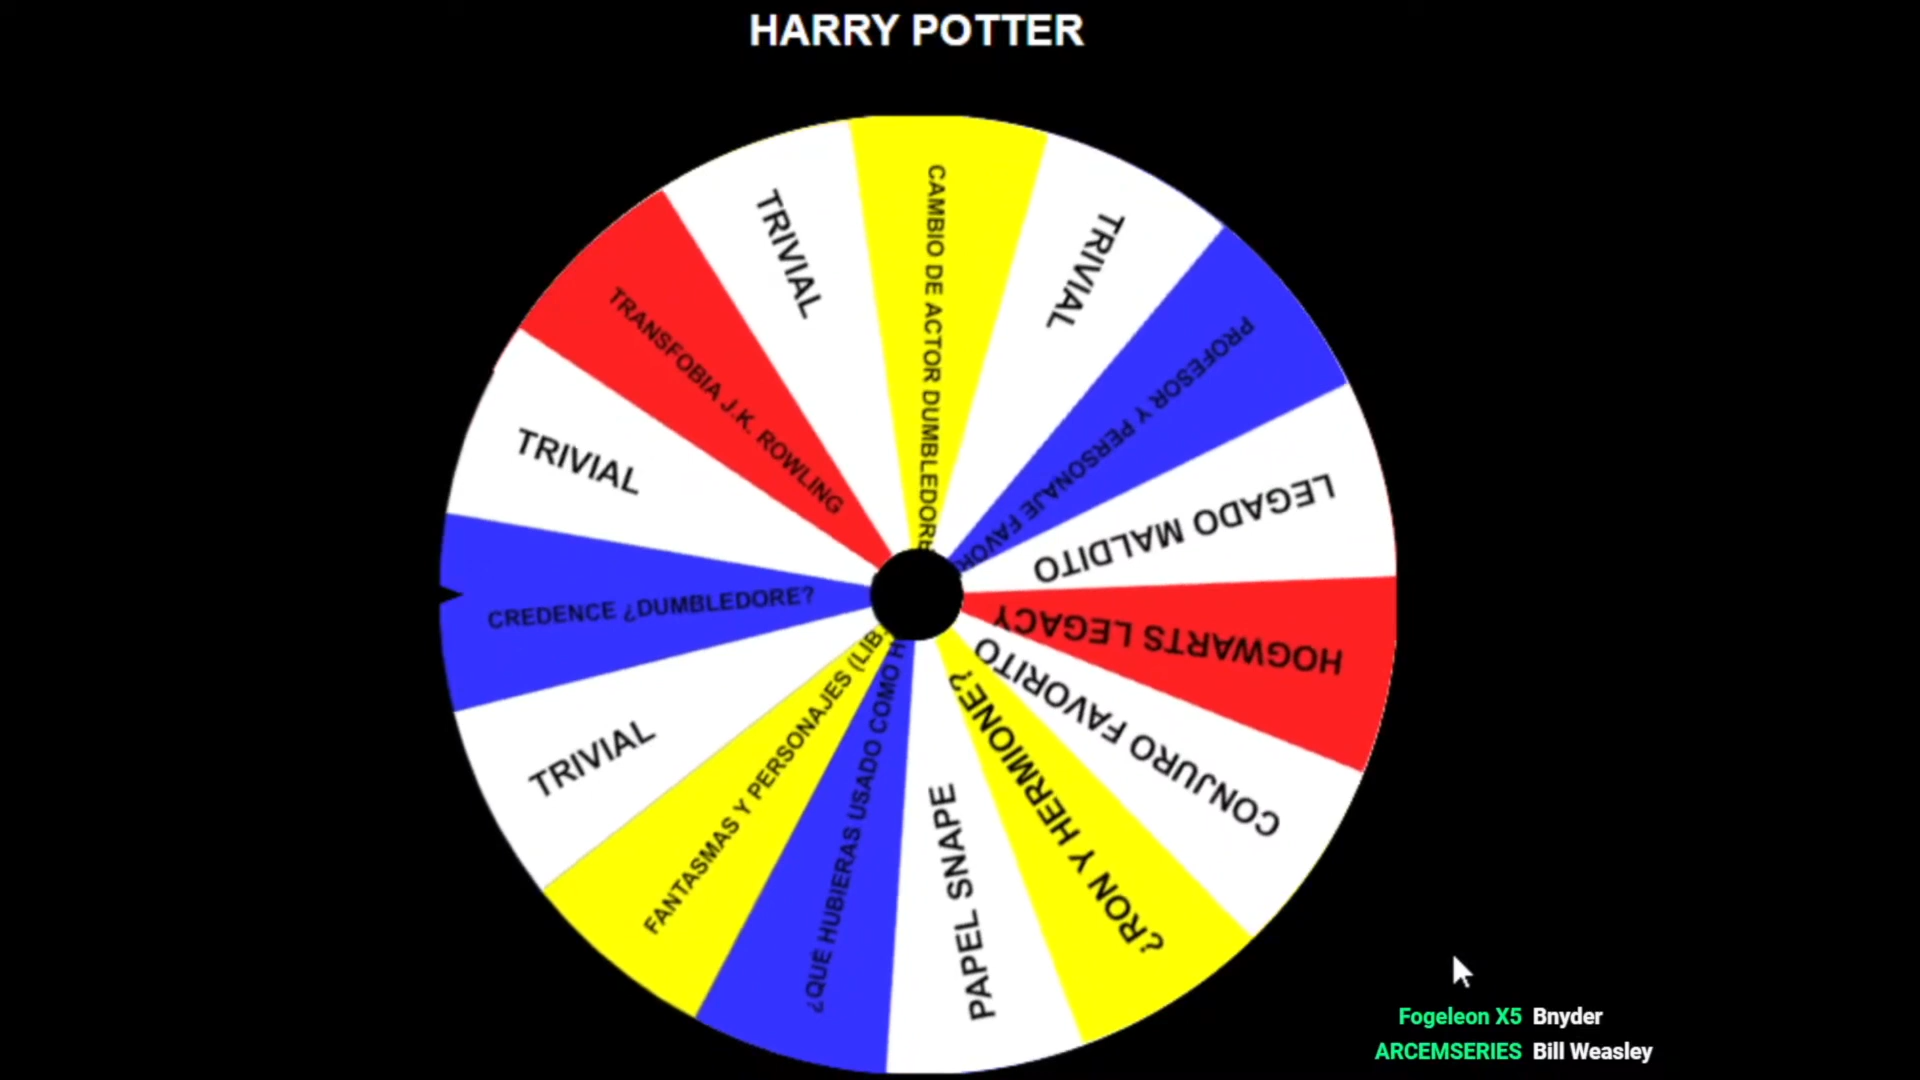 HARRY POTTER
CAMBIO DE ACTOR DUMBLEDORE
TRIVIAL
PROFESOR Y PERSONAJE FAVOR
LEGADO MALDITO
HOGWARTS LEGACY
CONJURO FAVORITO
¿RON Y HERMIONE?
PAPEL SNAPE
¿QUE HUBIERAS USADO COMO H
FANTASMAS Y PERSONAJES (LIB.
TRIVIAL
CREDENCE ¿DUMBLEDORE?
TRIVIAL
TRANSFOBIA J.K. ROWLING
TRIVIAL
Fogeleon X5 Bnyder
ARCEMSERIES Bill Weasley